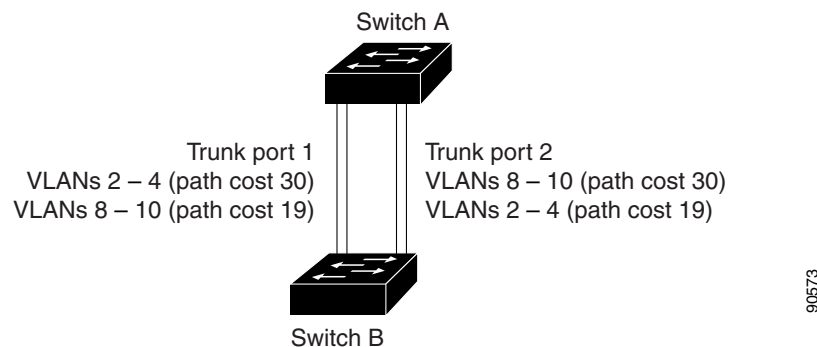 Switch A
Trunk port 1
VLANs 2 – 4 (path cost 30)
VLANs 8 – 10 (path cost 19)
Trunk port 2
VLANs 8 – 10 (path cost 30)
VLANs 2 – 4 (path cost 19)
90573
Switch B